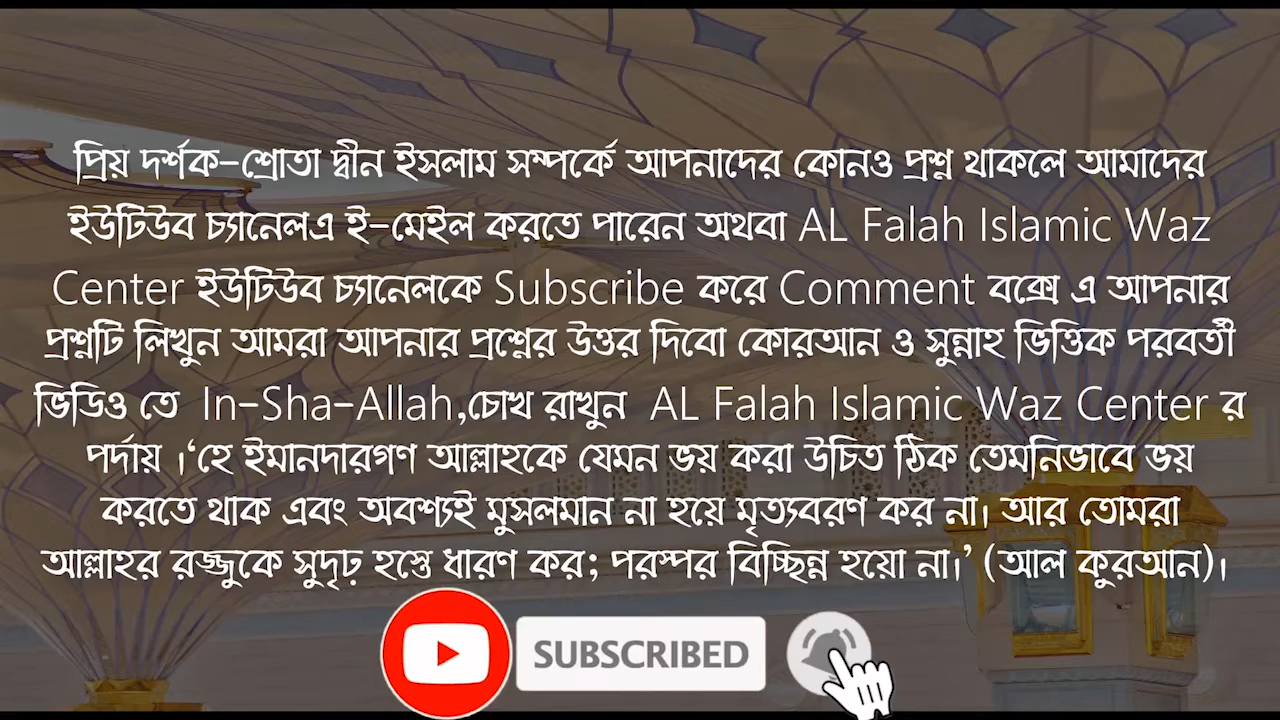 প্রিয় দর্শক-শ্রোতা দ্বীন ইসলাম সম্পর্কে আপনাদের কোনও প্রশ্ন থাকলে আমাদের
ইউটিউব চ্যানেলএ ই-মেইল করতে পারেন অথবা AL Falah Islamic Waz
Center ইউটিউব চ্যানেলকে Subscribe করে Comment বক্সে এ আপনার
প্রশ্নটি লিখুন আমরা আপনার প্রশ্নের উত্তর দিবো কোরআন ও সুন্নাহ ভিত্তিক পরবর্তী
ভিডিও তে In-Sha-Allah,চোখ রাখুন AL Falah Islamic Waz Center র
পর্দায় ।‘হে ইমানদারগণ আল্লাহকে যেমন ভয় করা উচিত ঠিক তেমনিভাবে ভয়
করতে থাক এবং অবশ্যই মুসলমান না হয়ে মৃত্যবরণ কর না। আর তোমরা
আল্লাহর রজ্জুকে সুদৃঢ় হস্তে ধারণ কর; পরস্পর বিচ্ছিন্ন হয়ো না।’ (আল কুরআন)।
SUBSCRIBED